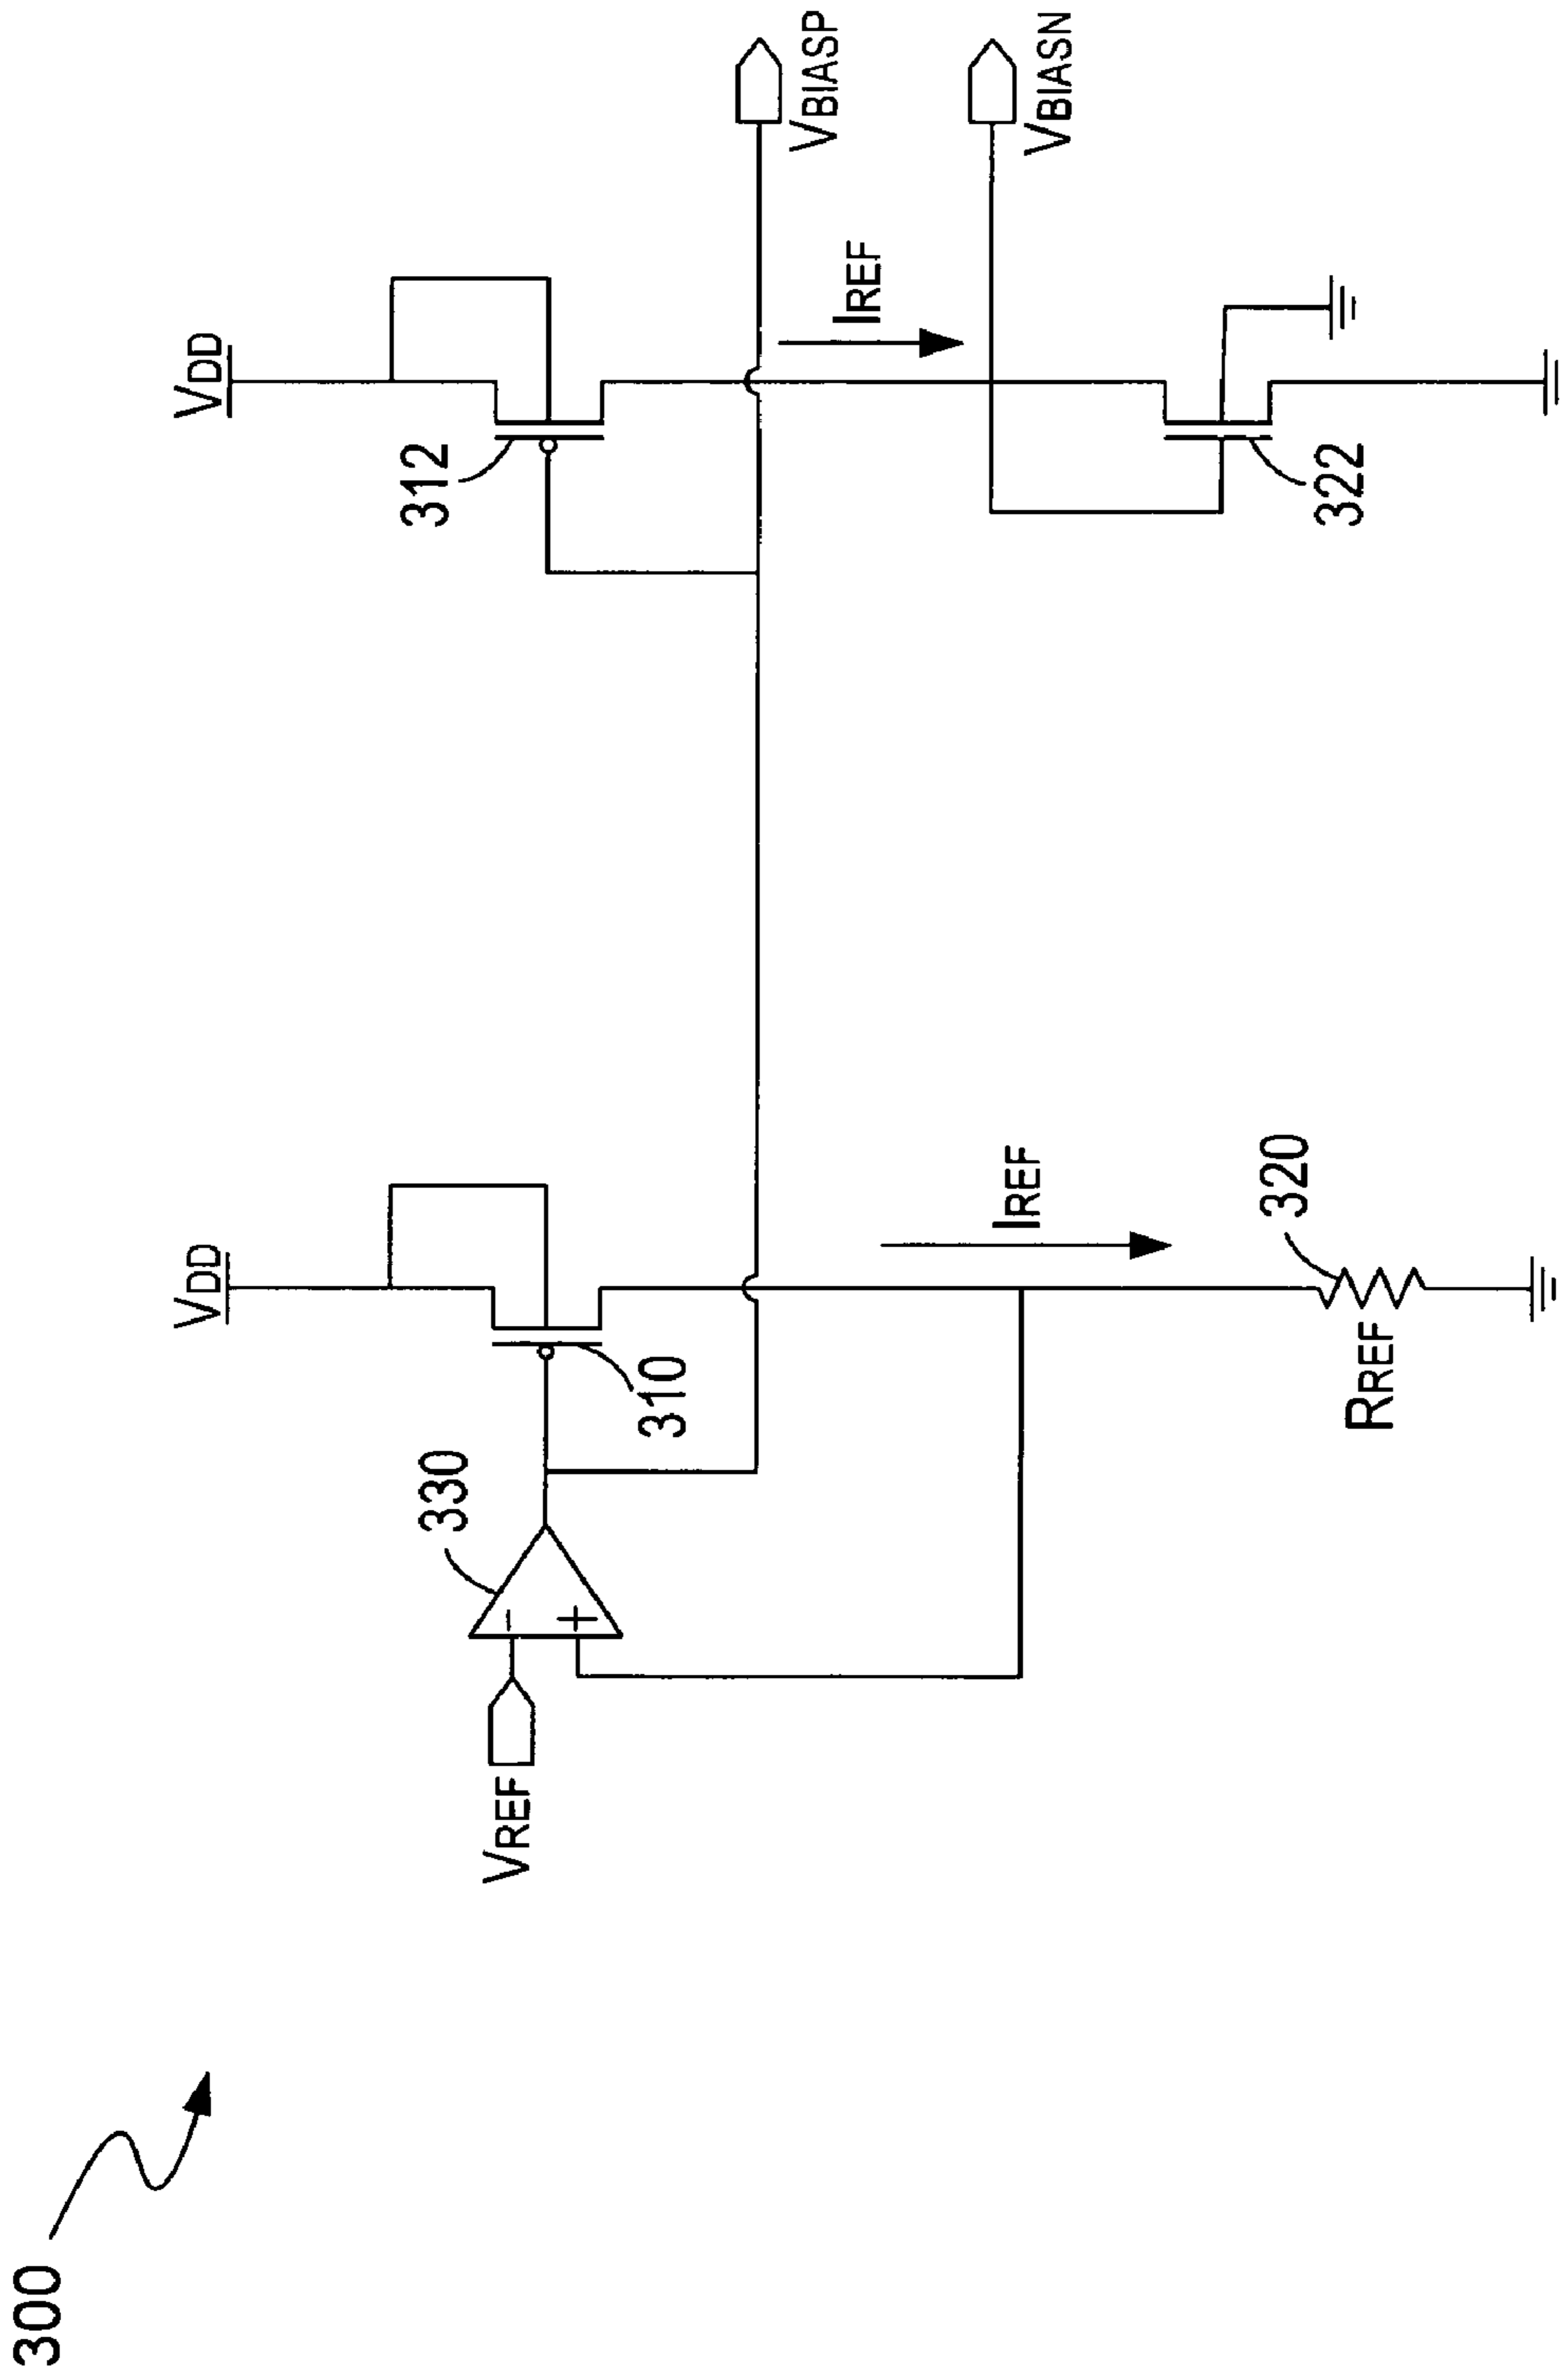 300
VDD
VDD
312
310
330
VREF
−
+
VBIASP
IREF
IREF
VBIASN
320
RREF
322